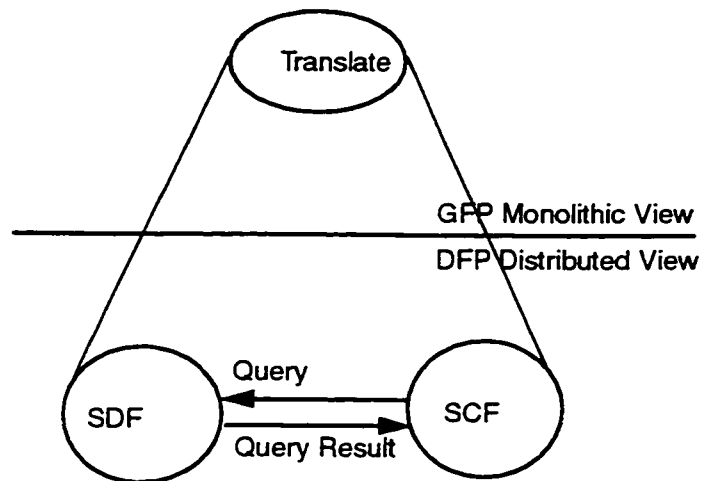 Translate
GFP Monolithic View
DFP Distributed View
Query
SDF
SCF
Query Result